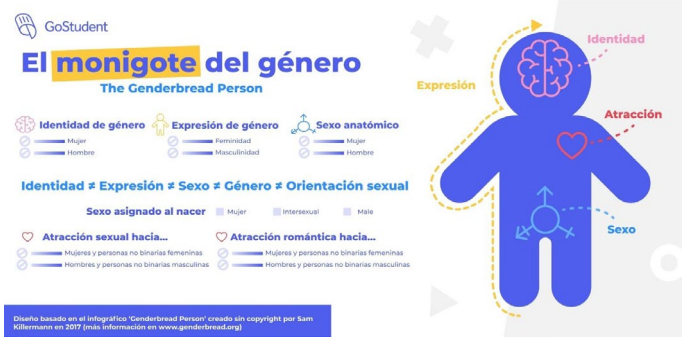 GoStudent
El monigote del género
The Genderbread Person
Identidad de género
Mujer
Hombre
Expresión de género
Feminidad
Masculinidad
Sexo anatómico
Mujer
Hombre
Identidad ≠ Expresión ≠ Sexo ≠ Género ≠ Orientación sexual
Sexo asignado al nacer Mujer Intersexual Male
Atracción sexual hacia...
Mujeres y personas no binarias femeninas
Hombres y personas no binarias masculinas
Atracción romántica hacia...
Mujeres y personas no binarias femeninas
Hombres y personas no binarias masculinas
Diseño basado en el infográfico 'Genderbread Person' creado sin copyright por Sam
Killermann en 2017 (más información en www.genderbread.org)
Identidad
Expresión
Atracción
Sexo